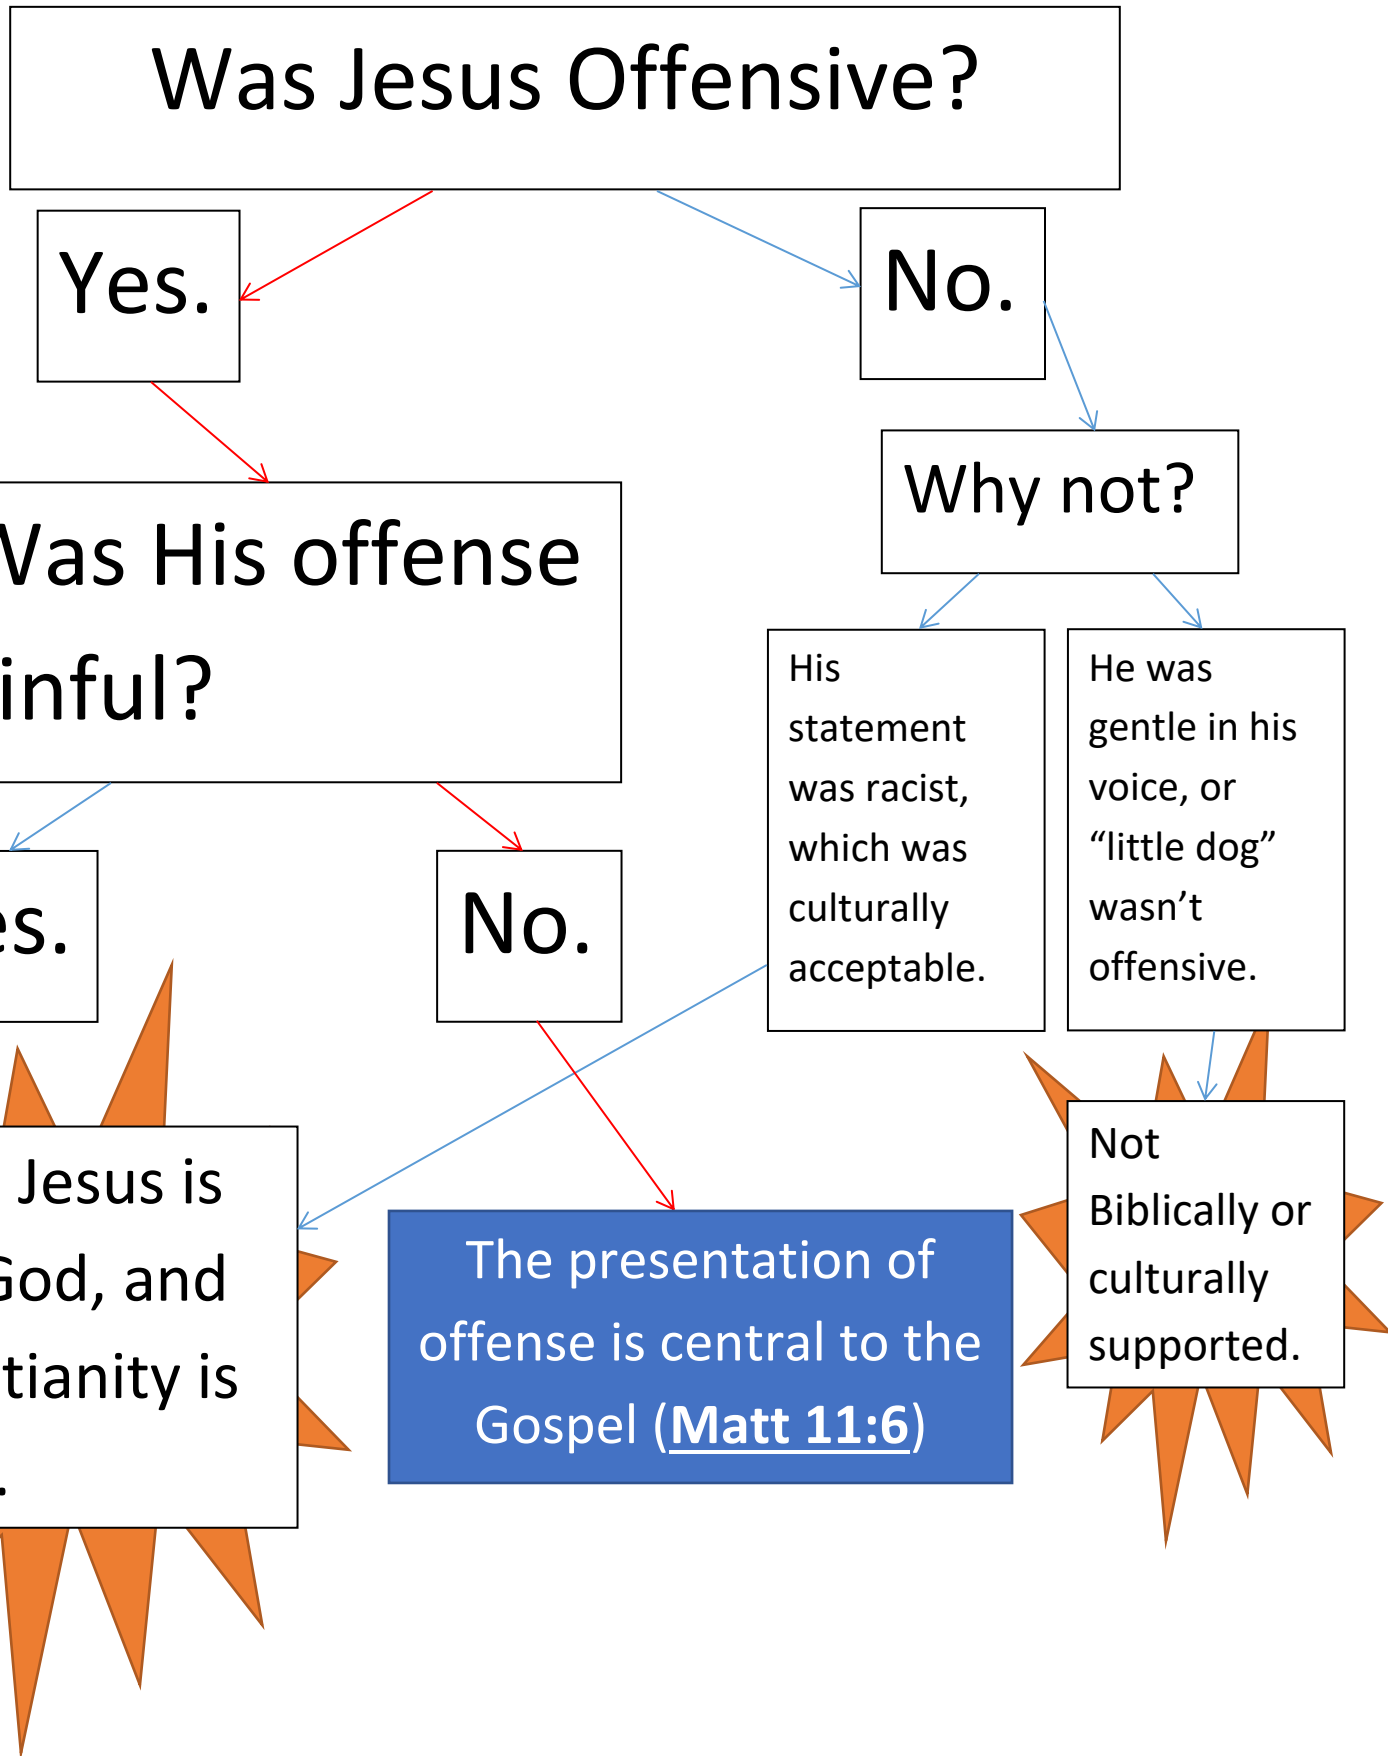 Was Jesus Offensive?
Yes.
No.
Was His offense
inful?
Why not?
His
statement
was racist,
which was
culturally
acceptable.
He was
gentle in his
voice, or
“little dog”
wasn’t
offensive.
es.
No.
Jesus is
God, and
tianity is
.
The presentation of
offense is central to the
Gospel (Matt 11:6)
Not
Biblically or
culturally
supported.